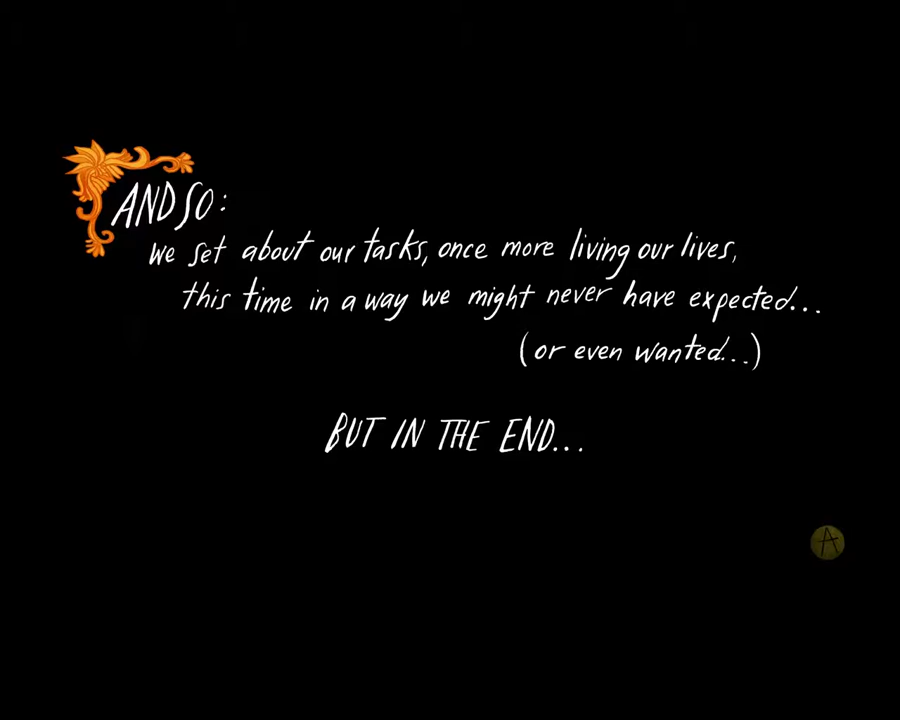 AND SO:
we set about our tasks, once more living our lives,
this time in a way we might never have expected...
(or even wanted...)
BUT IN THE END...
A